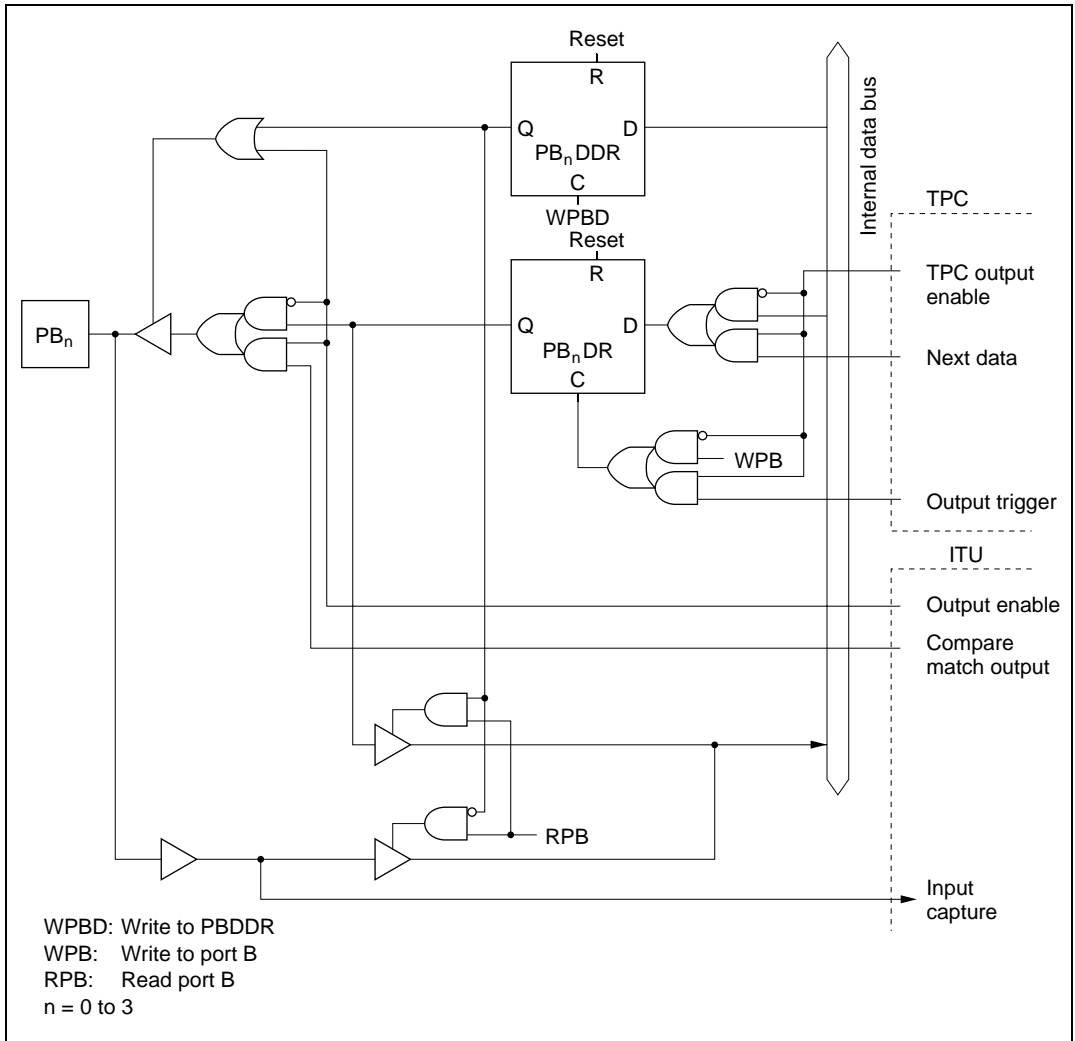 Reset
R
Q
D
PBnDDR
C
WPBD
Internal data bus
TPC
Reset
R
TPC output
enable
PBn
Q
D
PBnDR
C
Next data
WPB
Output trigger
ITU
Output enable
Compare
match output
RPB
Input
capture
WPBD: Write to PBDDR
WPB: Write to port B
RPB: Read port B
n = 0 to 3